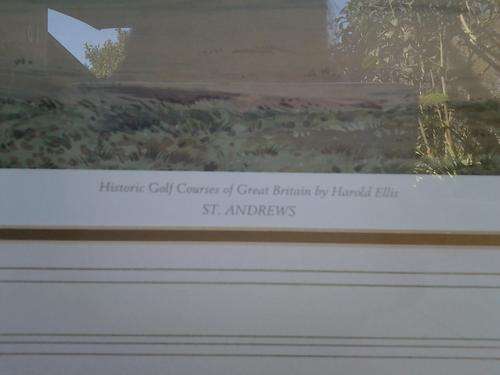 Historic Golf Courses of Great Britain by Harold Ellis
ST. ANDREWS